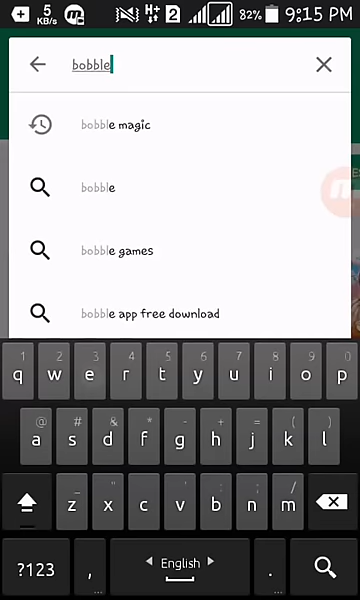 5 KB/s H+ 2 82% 9:15 PM
bobble
bobble magic
bobble
bobble games
bobble app free download
1 2 3 4 5 6 7 8 9 0
q w e r t y u i o p
@ # & * - + = ( )
a s d f g h j k l
_ " ' : ; /
z x c v b n m
?123 , English .